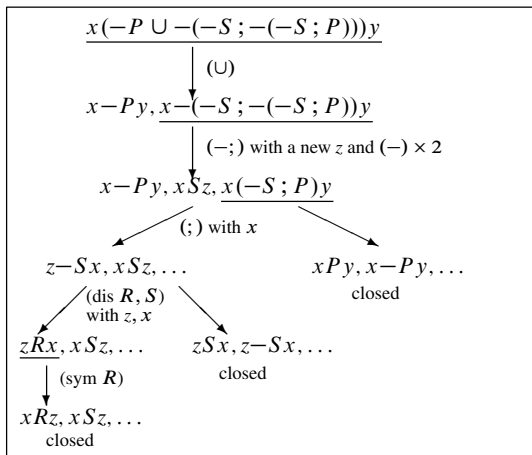 x(−P ∪ −(−S ; −(−S ; P)))y
(∪)
x−Py, x−(−S ; −(−S ; P))y
(−;) with a new z and (−) × 2
x−Py, xSz, x(−S ; P)y
(;) with x
z−Sx, xSz, ... xPy, x−Py, ...
closed
(dis R, S)
with z, x
zRx, xSz, ... zSx, z−Sx, ...
closed
(sym R)
xRz, xSz, ...
closed